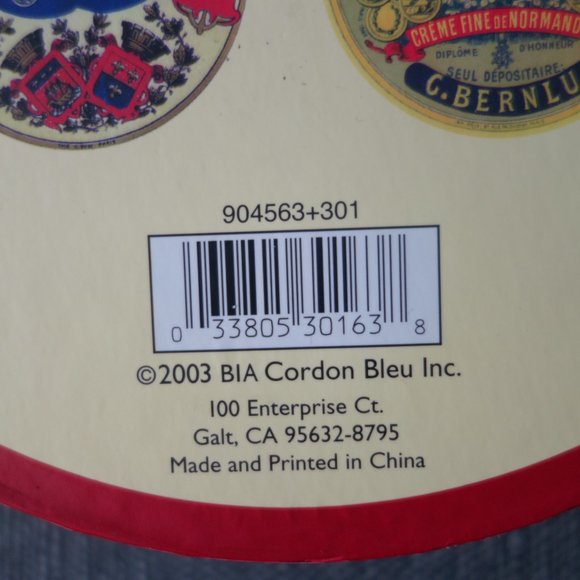 CRÈME FINE DE NORMAND
DIPLÔME D'HONNEUR
SEUL DÉPOSITAIRE:
C. BERNLU
904563+301
0 33805 30163 8
©2003 BIA Cordon Bleu Inc.
100 Enterprise Ct.
Galt, CA 95632-8795
Made and Printed in China